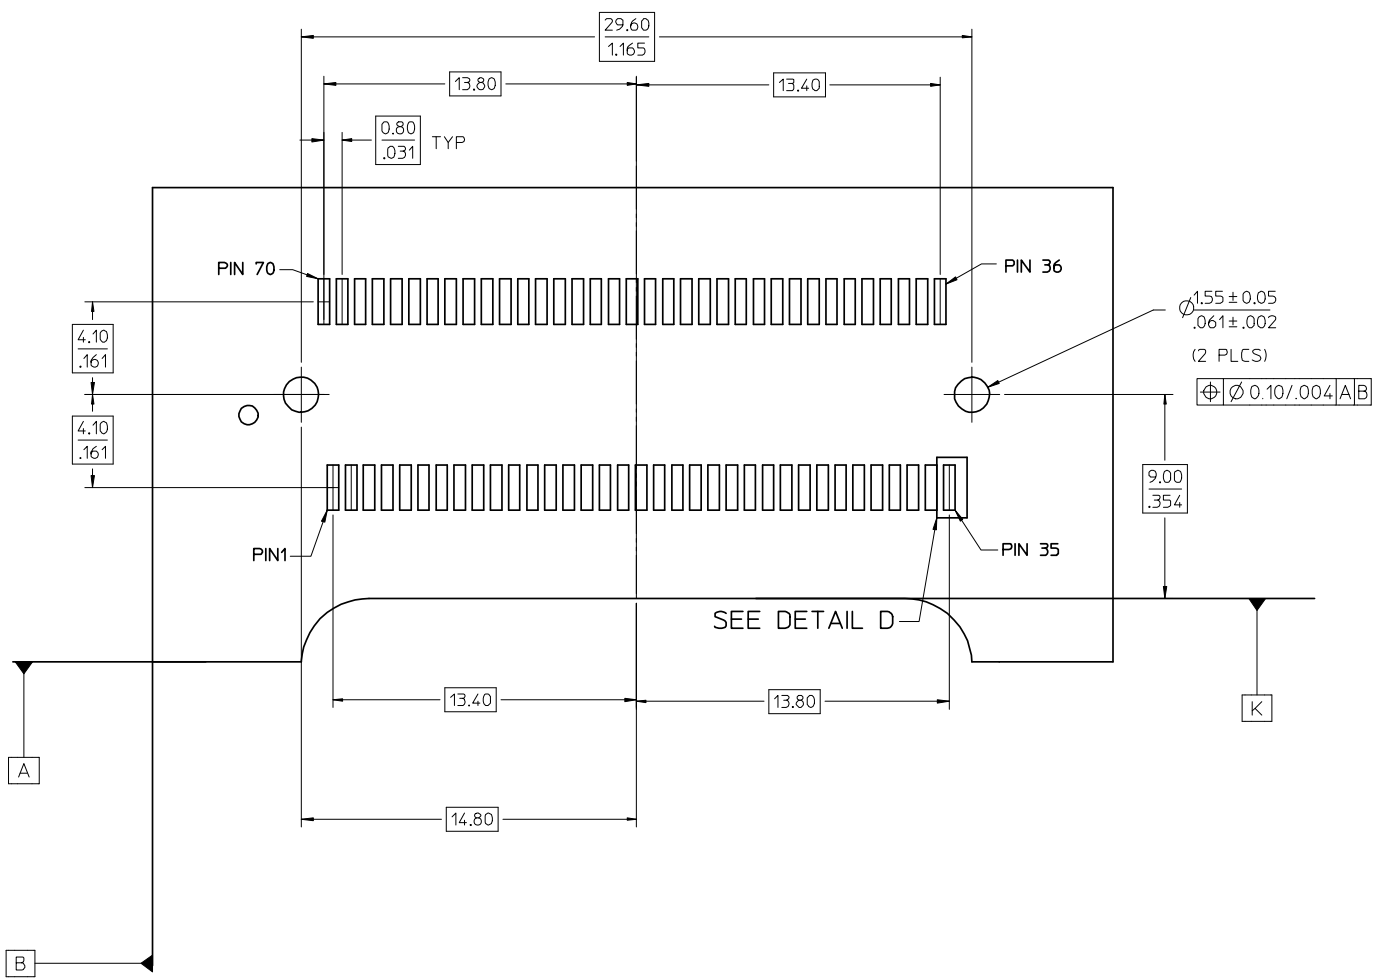 29.60
1.165
13.80
13.40
0.80
.031
TYP
PIN 70
PIN 36
1.55±0.05
.061±.002
(2 PLCS)
⌖ Ø 0.10/.004 A B
4.10
.161
4.10
.161
9.00
.354
PIN1
PIN 35
SEE DETAIL D
13.40
13.80
K
A
14.80
B